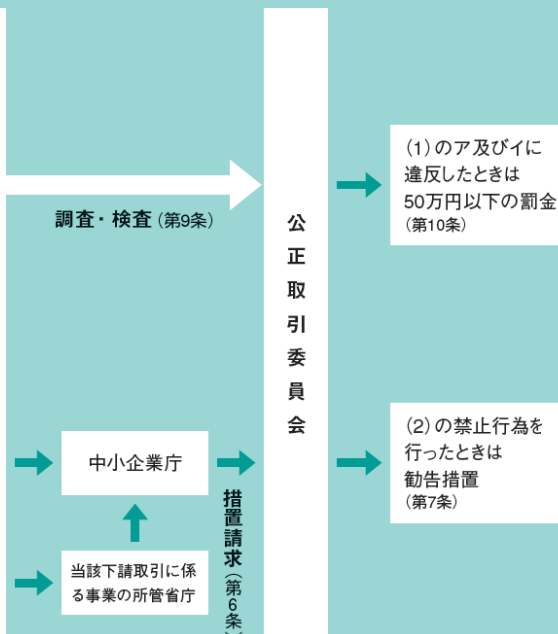 (1)のア及びイに
違反したときは
50万円以下の罰金
(第10条)
調査・検査(第9条)
公正取引委員会
(2)の禁止行為を
行ったときは
勧告措置
(第7条)
中小企業庁
措置請求(第6条)
当該下請取引に係
る事業の所管省庁